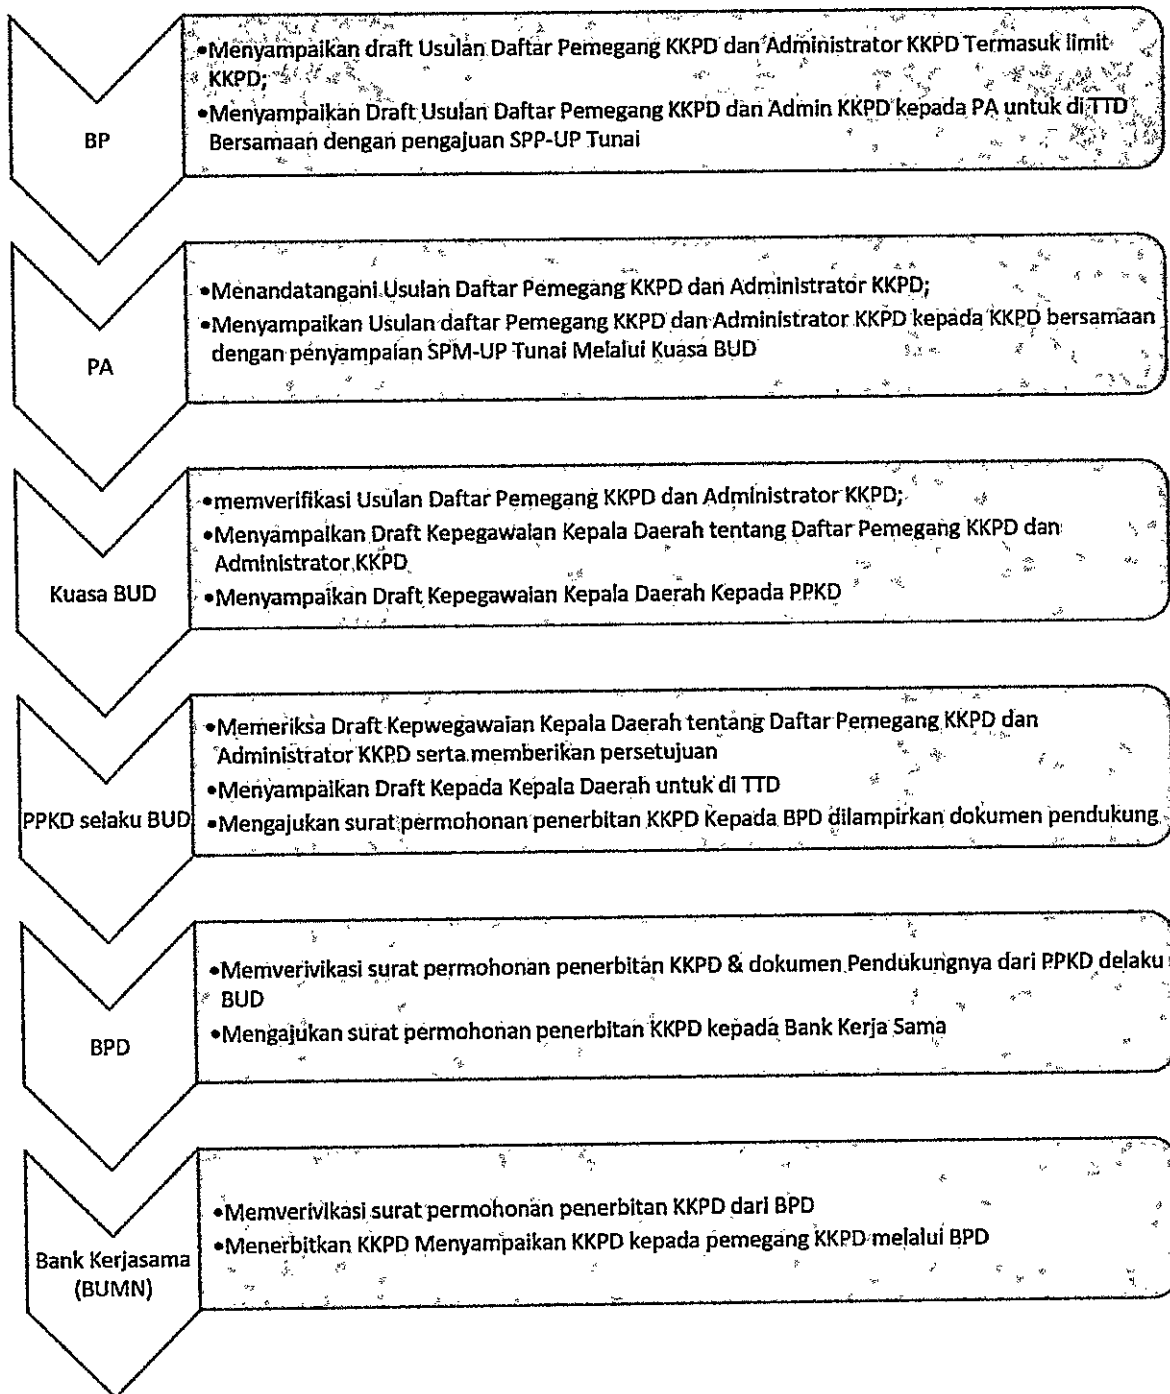 •Menyampaikan draft Usulan Daftar Pemegang KKPD dan Administrator KKPD Termasuk limit
KKPD;
•Menyampaikan Draft Usulan Daftar Pemegang KKPD dan Admin KKPD kepada PA untuk di TTD
Bersamaan dengan pengajuan SPP-UP Tunai
BP
•Menandatangani Usulan Daftar Pemegang KKPD dan Administrator KKPD;
•Menyampaikan Usulan daftar Pemegang KKPD dan Administrator KKPD kepada KKPD bersamaan
dengan penyampaian SPM-UP Tunai Melalui Kuasa BUD
PA
•memverifikasi Usulan Daftar Pemegang KKPD dan Administrator KKPD;
•Menyampaikan Draft Kepegawaian Kepala Daerah tentang Daftar Pemegang KKPD dan
Administrator KKPD
•Menyampaikan Draft Kepegawaian Kepala Daerah Kepada PPKD
Kuasa BUD
•Memeriksa Draft Kepwegawaian Kepala Daerah tentang Daftar Pemegang KKPD dan
Administrator KKPD serta memberikan persetujuan
•Menyampaikan Draft Kepada Kepala Daerah untuk di TTD
•Mengajukan surat permohonan penerbitan KKPD Kepada BPD dilampirkan dokumen pendukung
PPKD selaku BUD
•Memverivikasi surat permohonan penerbitan KKPD & dokumen Pendukungnya dari PPKD delaku
BUD
•Mengajukan surat permohonan penerbitan KKPD kepada Bank Kerja Sama
BPD
•Memverivikasi surat permohonan penerbitan KKPD dari BPD
•Menerbitkan KKPD Menyampaikan KKPD kepada pemegang KKPD melalui BPD
Bank Kerjasama
(BUMN)